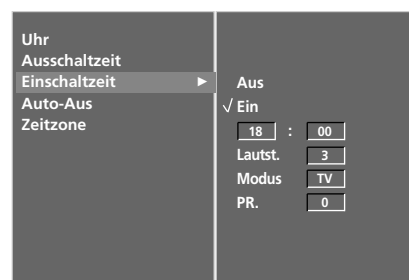 Uhr
Ausschaltzeit
Einschaltzeit ►
Auto-Aus
Zeitzone
Aus
√ Ein
18 : 00
Lautst. 3
Modus TV
PR. 0